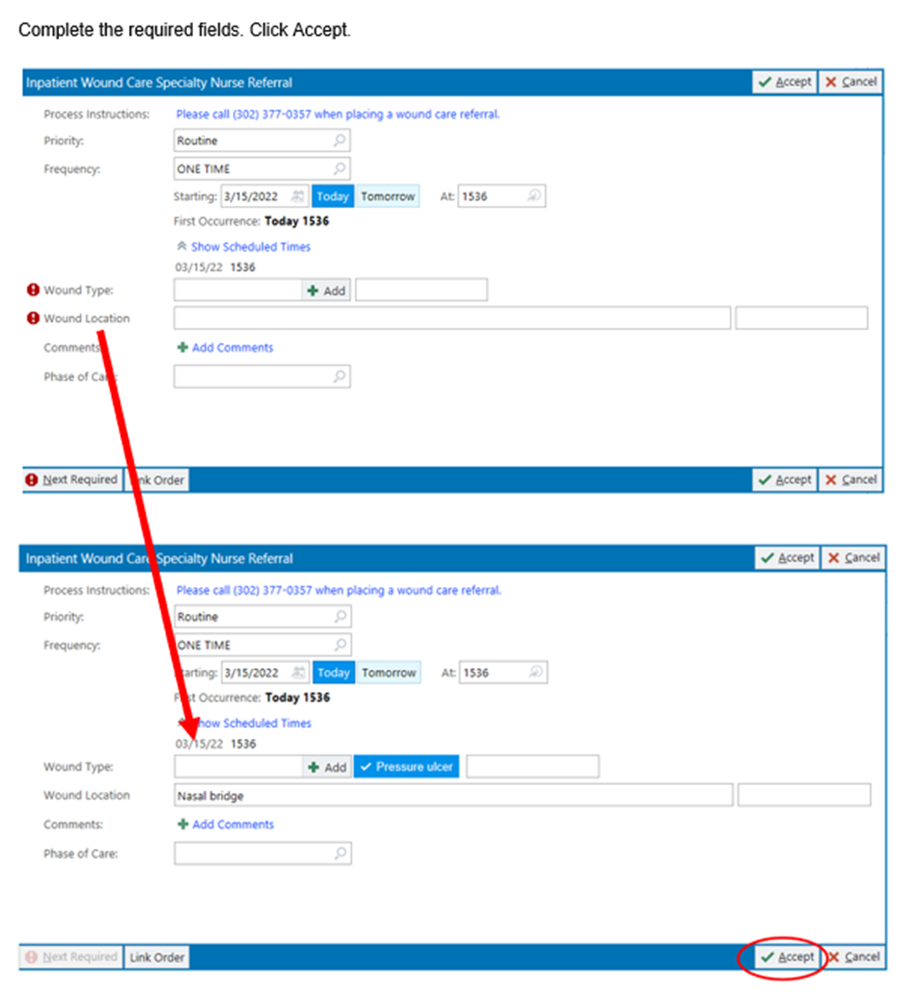 Complete the required fields. Click Accept.
Inpatient Wound Care Specialty Nurse Referral Accept Cancel
Process Instructions: Please call (302) 377-0357 when placing a wound care referral.
Priority: Routine
Frequency: ONE TIME
Starting: 3/15/2022 Today Tomorrow At: 1536
First Occurrence: Today 1536
Show Scheduled Times
03/15/22 1536
Wound Type: Add
Wound Location
Comments: Add Comments
Phase of Care:
Next Required Link Order Accept Cancel
Inpatient Wound Care Specialty Nurse Referral Accept Cancel
Process Instructions: Please call (302) 377-0357 when placing a wound care referral.
Priority: Routine
Frequency: ONE TIME
Starting: 3/15/2022 Today Tomorrow At: 1536
First Occurrence: Today 1536
Show Scheduled Times
03/15/22 1536
Wound Type: Add Pressure ulcer
Wound Location Nasal bridge
Comments: Add Comments
Phase of Care:
Next Required Link Order Accept Cancel